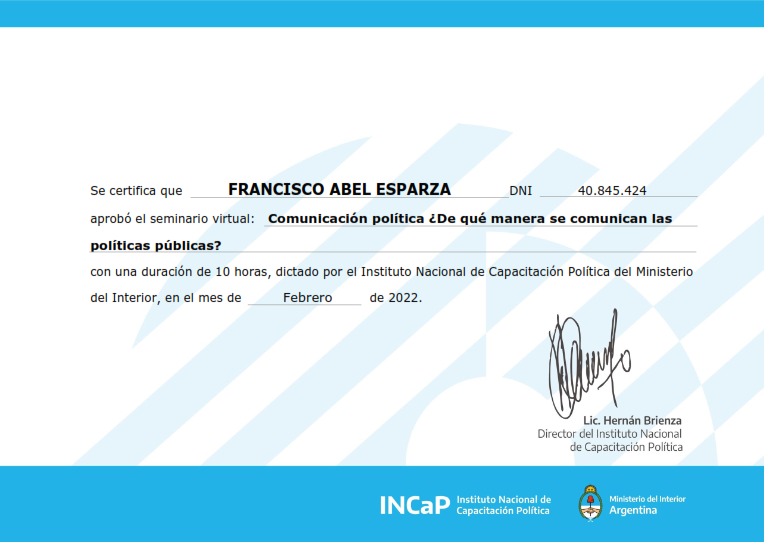 Se certifica que FRANCISCO ABEL ESPARZA DNI 40.845.424
aprobó el seminario virtual: Comunicación política ¿De qué manera se comunican las
políticas públicas?
con una duración de 10 horas, dictado por el Instituto Nacional de Capacitación Política del Ministerio
del Interior, en el mes de Febrero de 2022.
Lic. Hernán Brienza
Director del Instituto Nacional
de Capacitación Política
INCaP Instituto Nacional de
Capacitación Política
Ministerio del Interior
Argentina